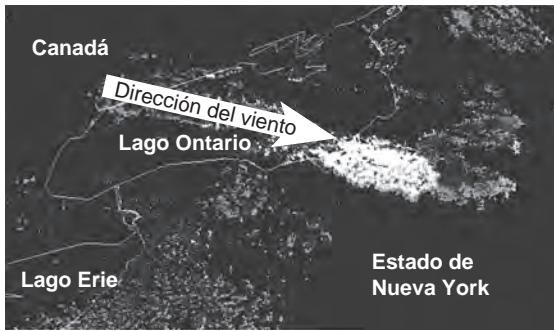 Canadá
Dirección del viento
Lago Ontario
Lago Erie
Estado de
Nueva York